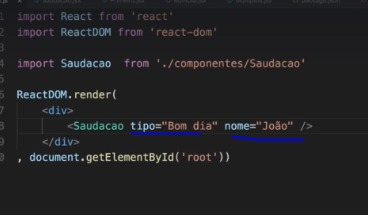 import React from 'react'
import ReactDOM from 'react-dom'
import Saudacao from './componentes/Saudacao'
ReactDOM.render(
<div>
<Saudacao tipo="Bom dia" nome="João" />
</div>
, document.getElementById('root'))